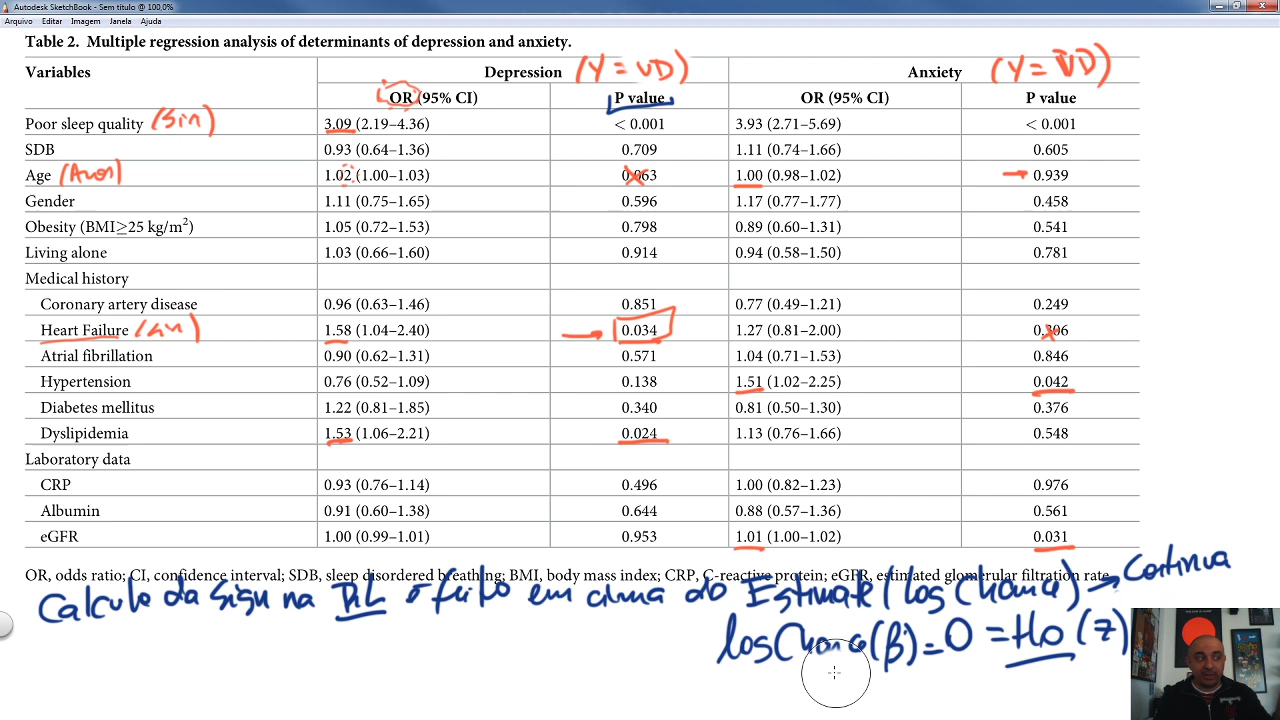 Autodesk SketchBook - Sem título @ 100,0%
Arquivo Editar Imagem Janela Ajuda
Table 2. Multiple regression analysis of determinants of depression and anxiety.
Variables Depression (Y = VD) Anxiety (Y = VD)
OR (95% CI) P value OR (95% CI) P value
Poor sleep quality (Sim) 3.09 (2.19–4.36) < 0.001 3.93 (2.71–5.69) < 0.001
SDB 0.93 (0.64–1.36) 0.709 1.11 (0.74–1.66) 0.605
Age (Anos) 1.02 (1.00–1.03) 0.063 1.00 (0.98–1.02) → 0.939
Gender 1.11 (0.75–1.65) 0.596 1.17 (0.77–1.77) 0.458
Obesity (BMI≥25 kg/m²) 1.05 (0.72–1.53) 0.798 0.89 (0.60–1.31) 0.541
Living alone 1.03 (0.66–1.60) 0.914 0.94 (0.58–1.50) 0.781
Medical history
Coronary artery disease 0.96 (0.63–1.46) 0.851 0.77 (0.49–1.21) 0.249
Heart Failure 1.58 (1.04–2.40) → 0.034 1.27 (0.81–2.00)
Atrial fibrillation 0.90 (0.62–1.31) 0.571 1.04 (0.71–1.53) 0.846
Hypertension 0.76 (0.52–1.09) 0.138 1.51 (1.02–2.25) 0.042
Diabetes mellitus 1.22 (0.81–1.85) 0.340 0.81 (0.50–1.30) 0.376
Dyslipidemia 1.53 (1.06–2.21) 0.024 1.13 (0.76–1.66) 0.548
Laboratory data
CRP 0.93 (0.76–1.14) 0.496 1.00 (0.82–1.23) 0.976
Albumin 0.91 (0.60–1.38) 0.644 0.88 (0.57–1.36) 0.561
eGFR 1.00 (0.99–1.01) 0.953 1.01 (1.00–1.02) 0.031
OR, odds ratio; CI, confidence interval; SDB, sleep disordered breathing; BMI, body mass index; CRP, C-reactive protein; eGFR, estimated glomerular filtration rate
Calculo da sign na RL é feito em cima do Estimate (log Chance) → Continua
log Chance (β) = 0 = H0 (z)